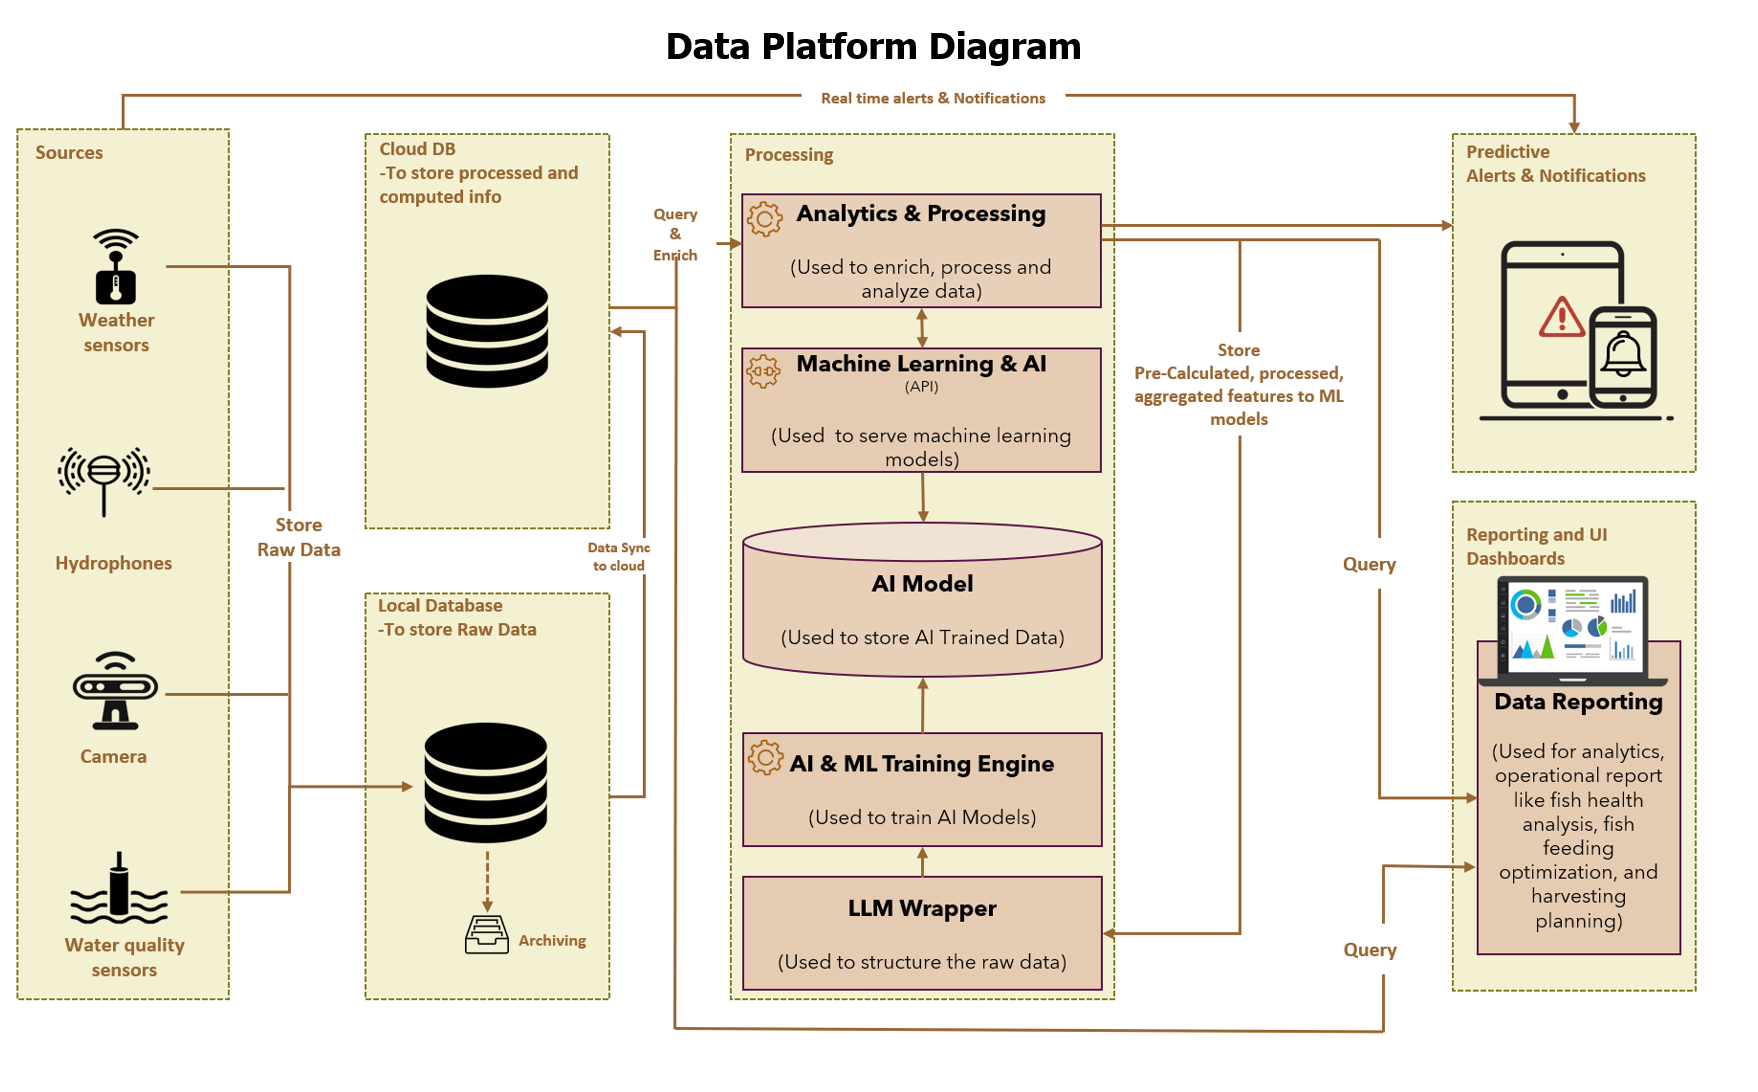 Data Platform Diagram
Real time alerts & Notifications
Sources
Weather
sensors
Hydrophones
Camera
Water quality
sensors
Store
Raw Data
Cloud DB
-To store processed and
computed info
Data Sync
to cloud
Local Database
-To store Raw Data
Archiving
Query
&
Enrich
Processing
Analytics & Processing
(Used to enrich, process and
analyze data)
Machine Learning & AI
(API)
(Used  to serve machine learning
models)
AI Model
(Used to store AI Trained Data)
AI & ML Training Engine
(Used to train AI Models)
LLM Wrapper
(Used to structure the raw data)
Store
Pre-Calculated, processed,
aggregated features to ML
models
Query
Query
Predictive
Alerts & Notifications
Reporting and UI
Dashboards
Data Reporting
(Used for analytics,
operational report
like fish health
analysis, fish
feeding
optimization, and
harvesting
planning)